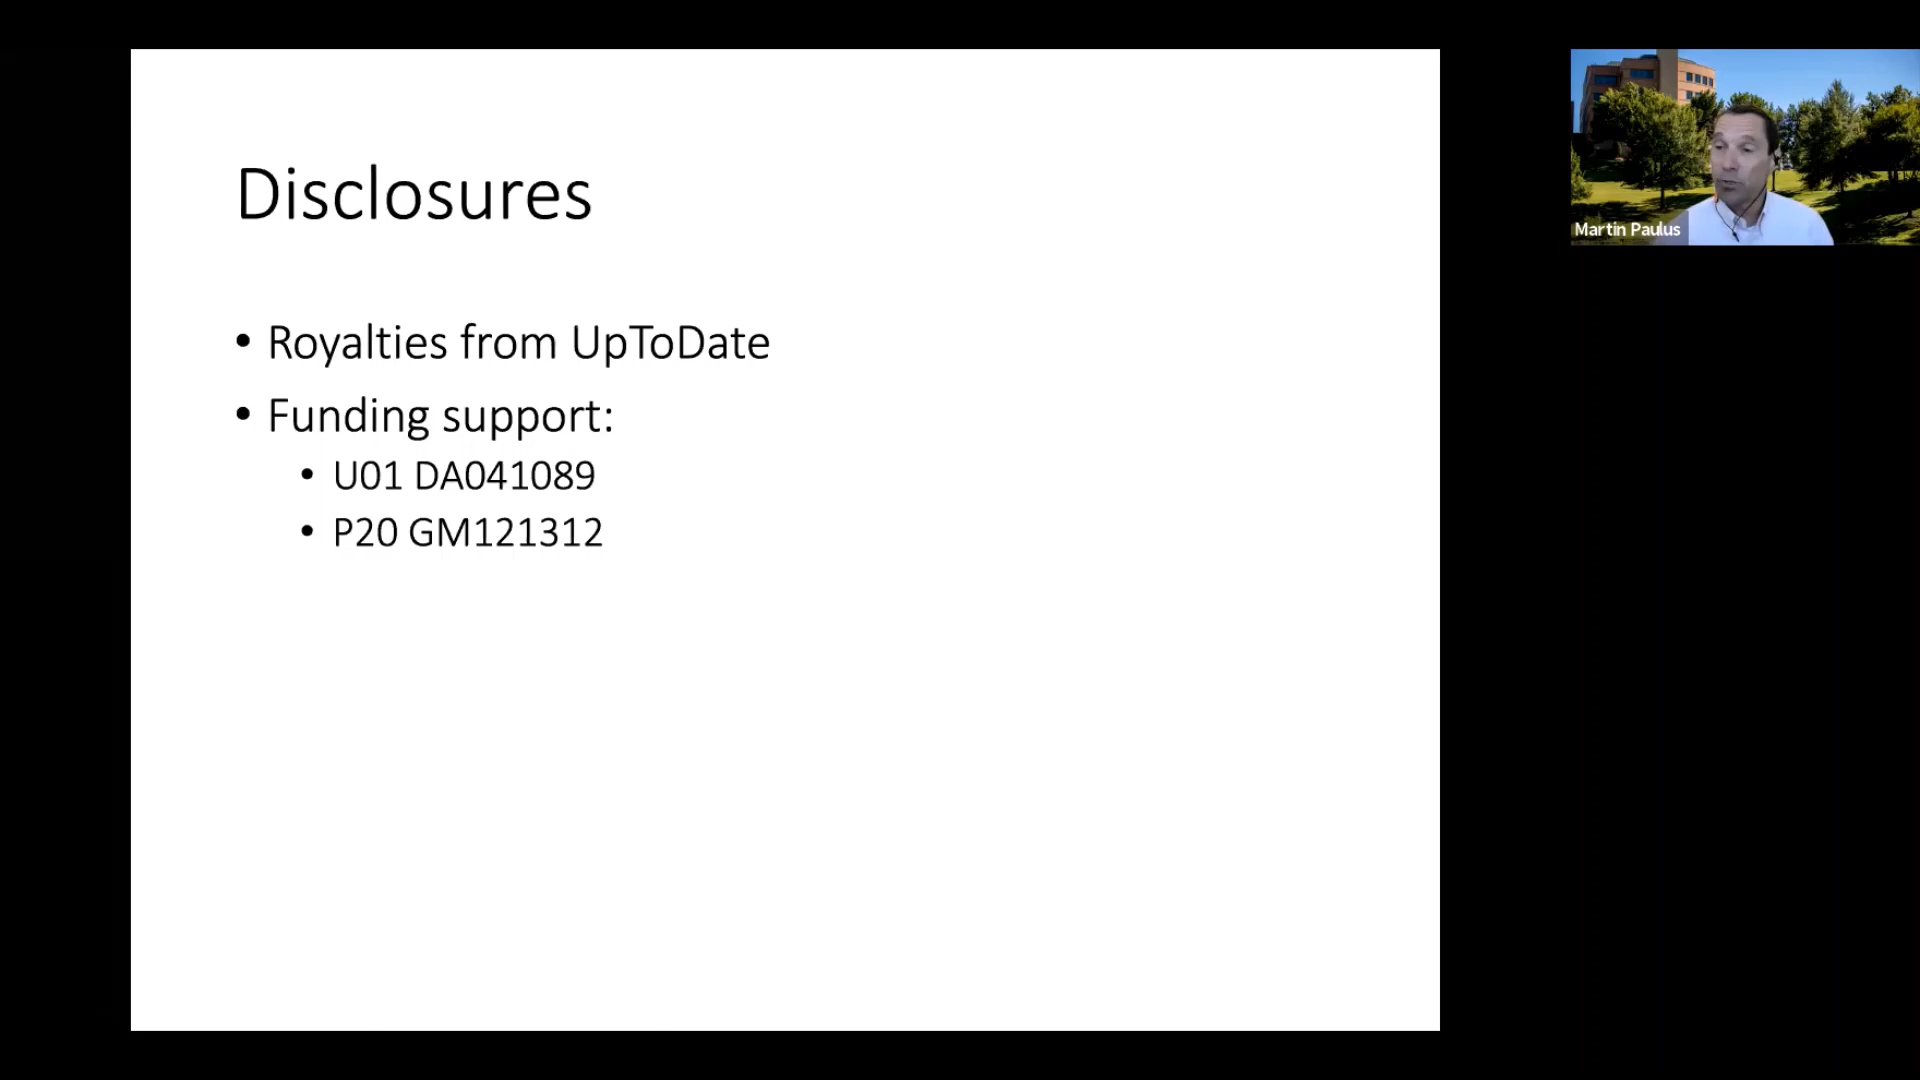 Disclosures
• Royalties from UpToDate
• Funding support:
• U01 DA041089
• P20 GM121312
Martin Paulus